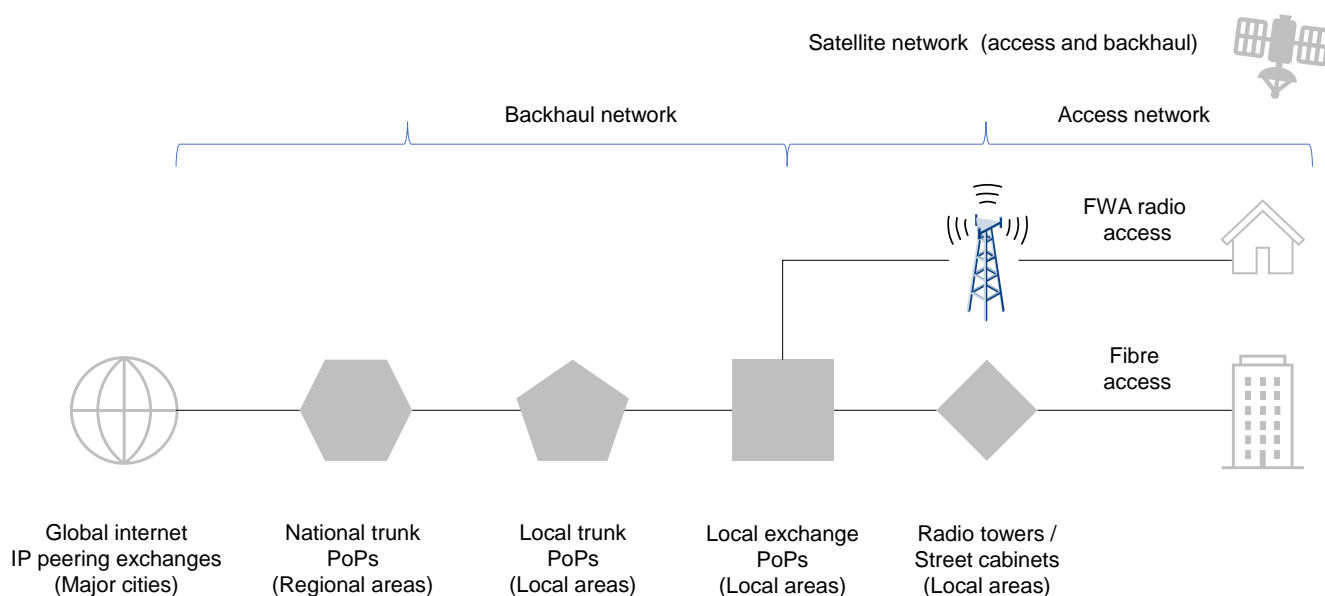 Satellite network (access and backhaul)
Backhaul network
Access network
FWA radio
access
Fibre
access
Global internet
IP peering exchanges
(Major cities)
National trunk
PoPs
(Regional areas)
Local trunk
PoPs
(Local areas)
Local exchange
PoPs
(Local areas)
Radio towers /
Street cabinets
(Local areas)